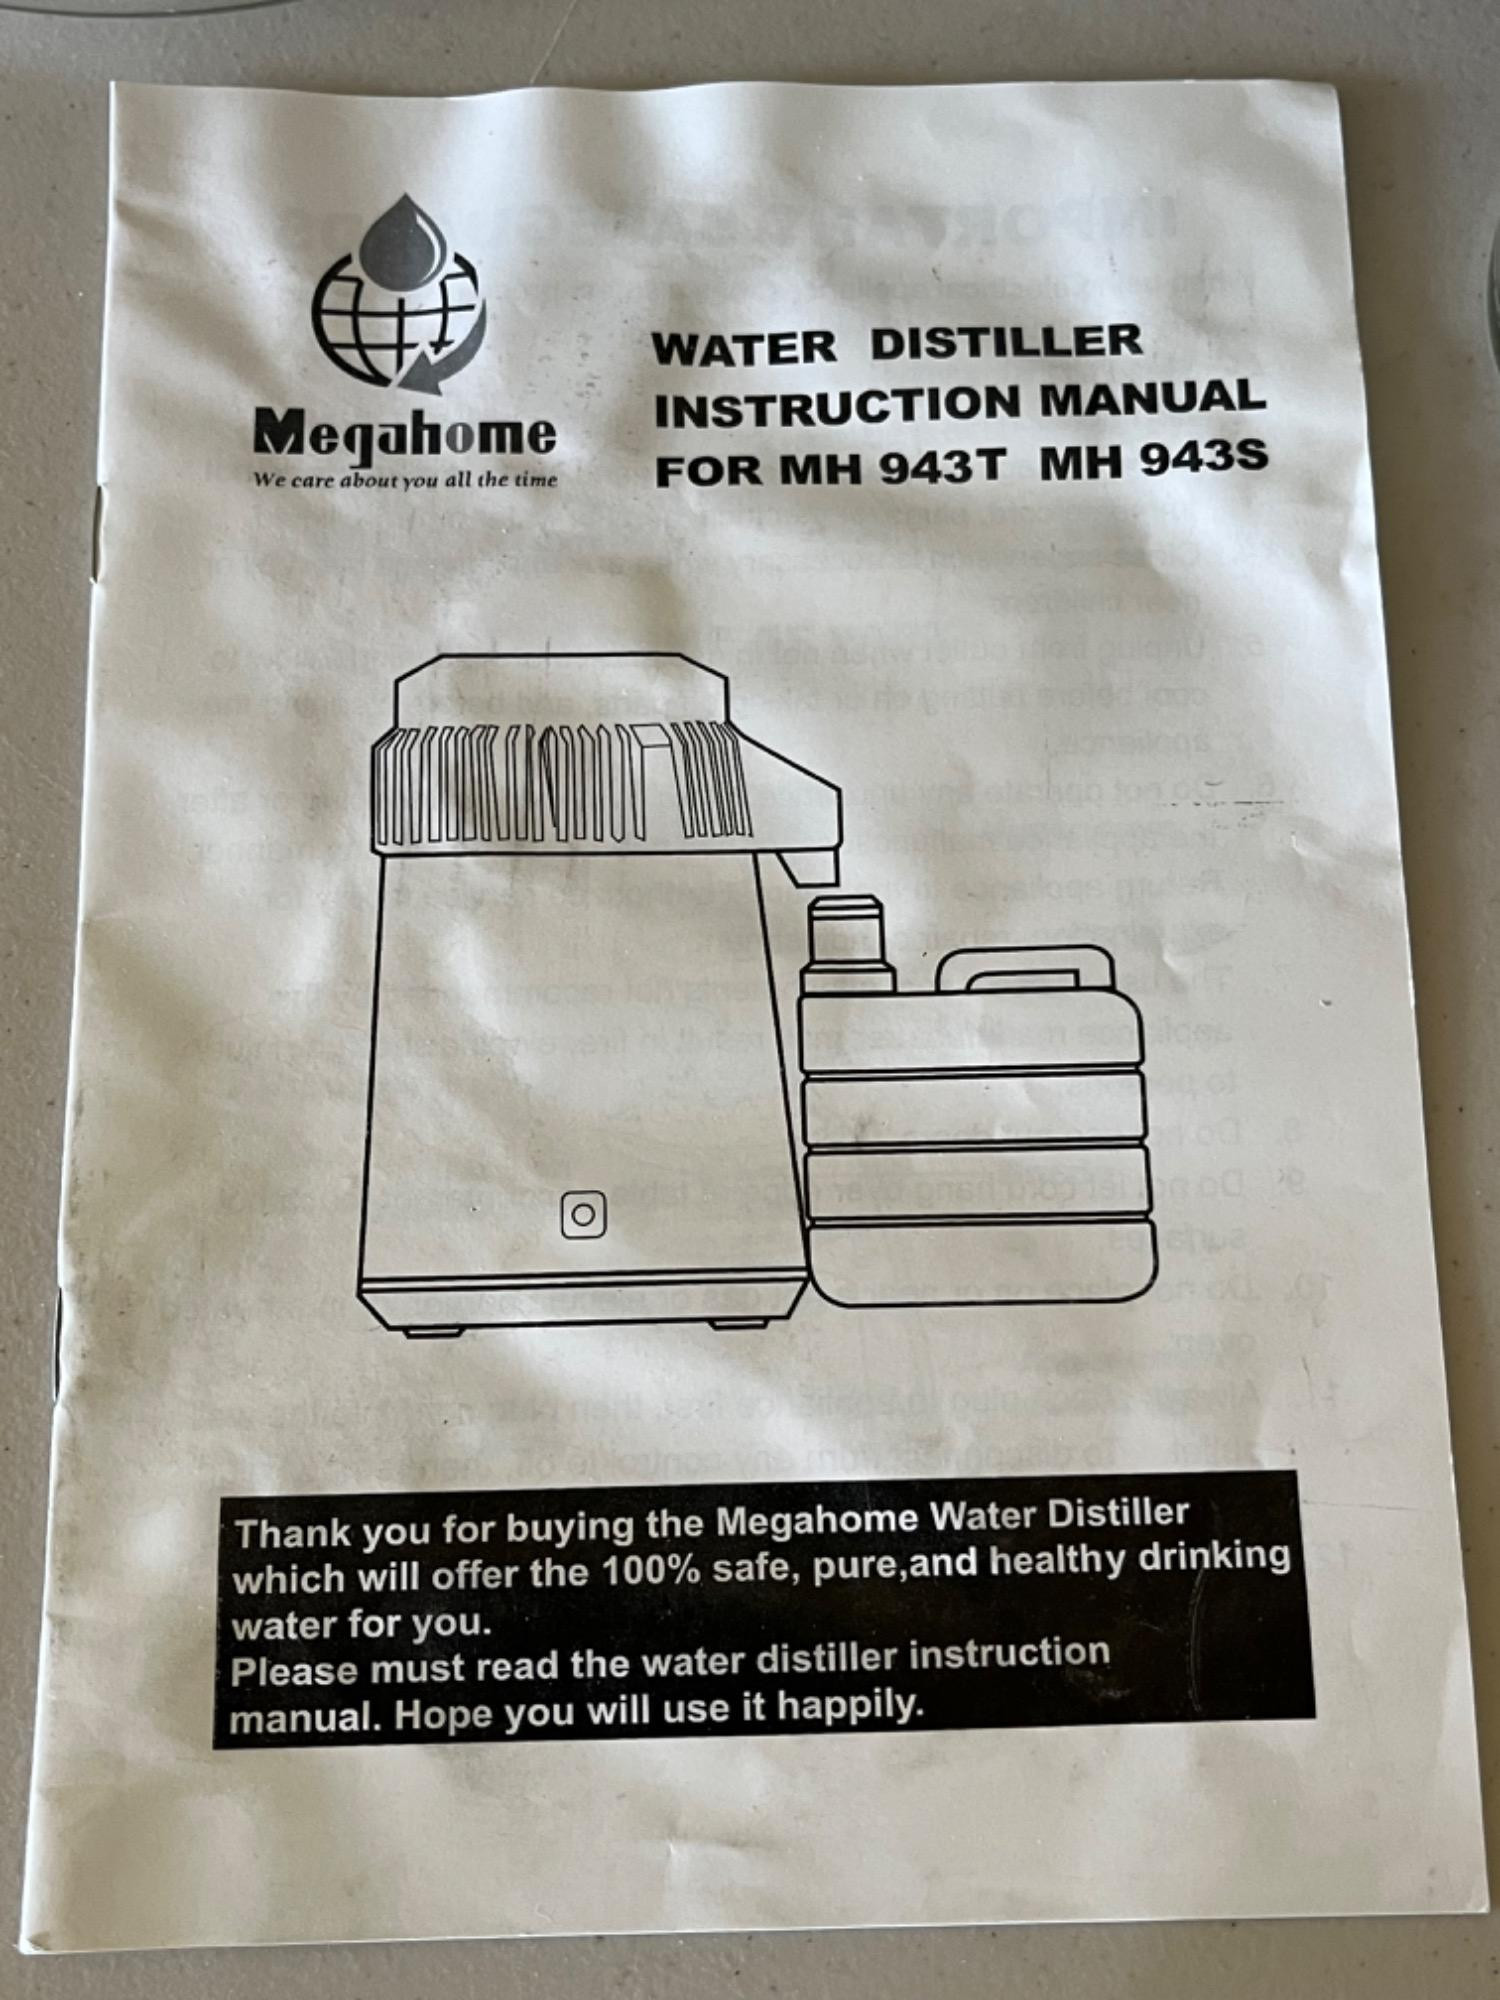 Megahome
We care about you all the time
WATER DISTILLER
INSTRUCTION MANUAL
FOR MH 943T MH 943S
Thank you for buying the Megahome Water Distiller
which will offer the 100% safe, pure,and healthy drinking
water for you.
Please must read the water distiller instruction
manual. Hope you will use it happily.